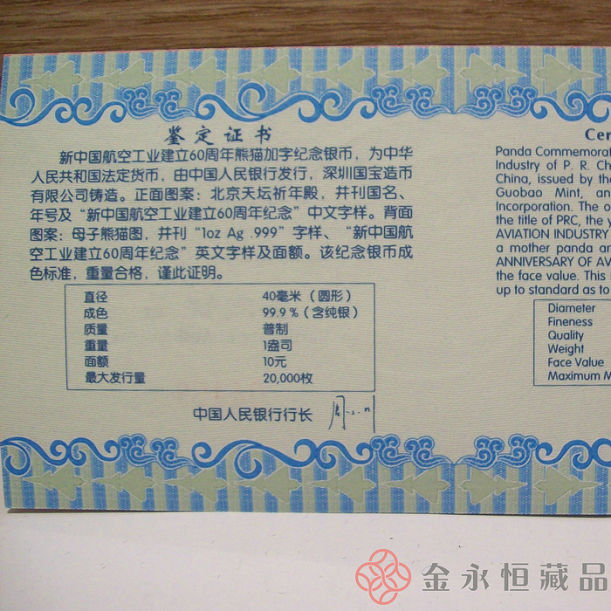 鉴定证书
新中国航空工业建立60周年熊猫加字纪念银币，为中华
人民共和国法定货币，由中国人民银行发行，深圳国宝造币
有限公司铸造。正面图案：北京天坛祈年殿，并刊国名、
年号及“新中国航空工业建立60周年纪念”中文字样。背面
图案：母子熊猫图，并刊“1oz Ag .999”字样、“新中国航
空工业建立60周年纪念”英文字样及面额。该纪念银币成
色标准，重量合格，谨此证明。
直径 40毫米（圆形）
成色 99.9%（含纯银）
质量 普制
重量 1盎司
面额 10元
最大发行量 20,000枚
中国人民银行行长
Cer
Panda Commemorat
Industry of P. R. Ch
China, issued by the
Guobao Mint, and
Incorporation. The o
the title of PRC, the y
AVIATION INDUSTRY
a mother panda ar
ANNIVERSARY OF AV
the face value. This
up to standard as to
Diameter
Fineness
Quality
Weight
Face Value
Maximum M
金永恒藏品